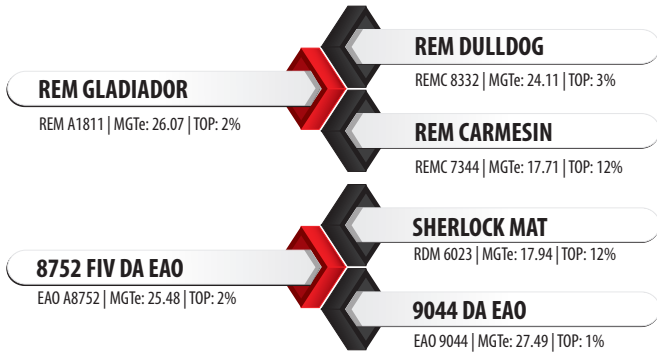 REM DULLDOG
REMC 8332 | MGTe: 24.11 | TOP: 3%
REM GLADIADOR
REM A1811 | MGTe: 26.07 | TOP: 2%
REM CARMESIN
REMC 7344 | MGTe: 17.71 | TOP: 12%
SHERLOCK MAT
RDM 6023 | MGTe: 17.94 | TOP: 12%
8752 FIV DA EAO
EAO A8752 | MGTe: 25.48 | TOP: 2%
9044 DA EAO
EAO 9044 | MGTe: 27.49 | TOP: 1%